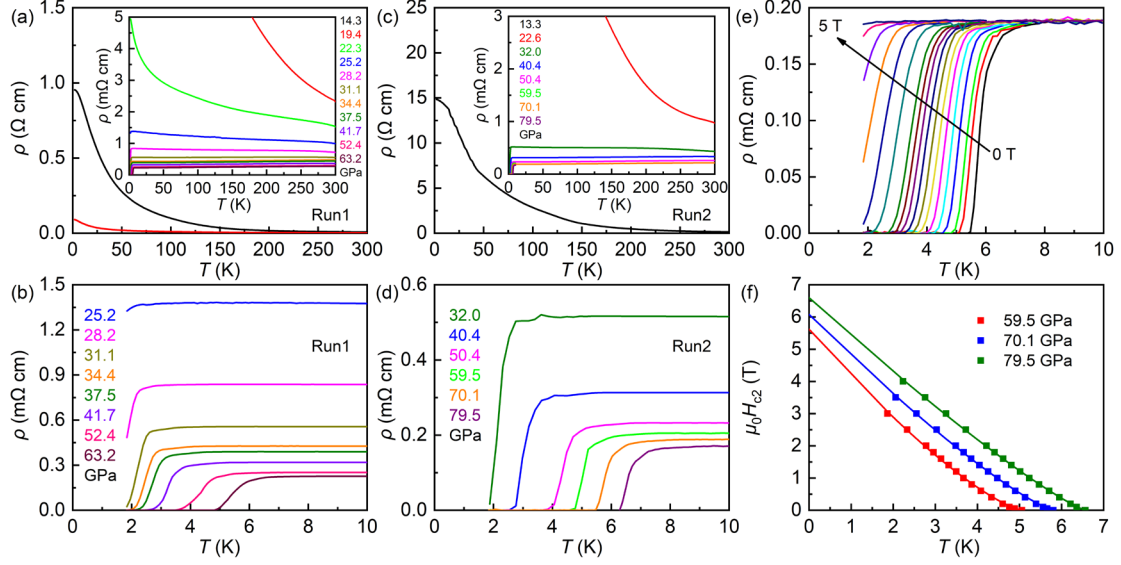 (a)
ρ (Ω cm)
1.5
1.0
0.5
0.0
0 50 100 150 200 250 300
T (K)
Run1
ρ (mΩ cm)
5
4
3
2
1
0
0 50 100 150 200 250 300
T (K)
14.3
19.4
22.3
25.2
28.2
31.1
34.4
37.5
41.7
52.4
63.2
GPa
(c)
ρ (Ω cm)
25
20
15
10
5
0
0 50 100 150 200 250 300
T (K)
Run2
ρ (mΩ cm)
3
2
1
0
0 50 100 150 200 250 300
T (K)
13.3
22.6
32.0
40.4
50.4
59.5
70.1
79.5
GPa
(e)
ρ (mΩ cm)
0.20
0.15
0.10
0.05
0.00
0 2 4 6 8 10
T (K)
5 T
0 T
(b)
ρ (mΩ cm)
1.5
1.2
0.9
0.6
0.3
0.0
0 2 4 6 8 10
T (K)
25.2
28.2
31.1
34.4
37.5
41.7
52.4
63.2
GPa
Run1
(d)
ρ (mΩ cm)
0.6
0.4
0.2
0.0
0 2 4 6 8 10
T (K)
32.0
40.4
50.4
59.5
70.1
79.5
GPa
Run2
(f)
μ0Hc2 (T)
7
6
5
4
3
2
1
0
0 1 2 3 4 5 6 7
T (K)
59.5 GPa
70.1 GPa
79.5 GPa